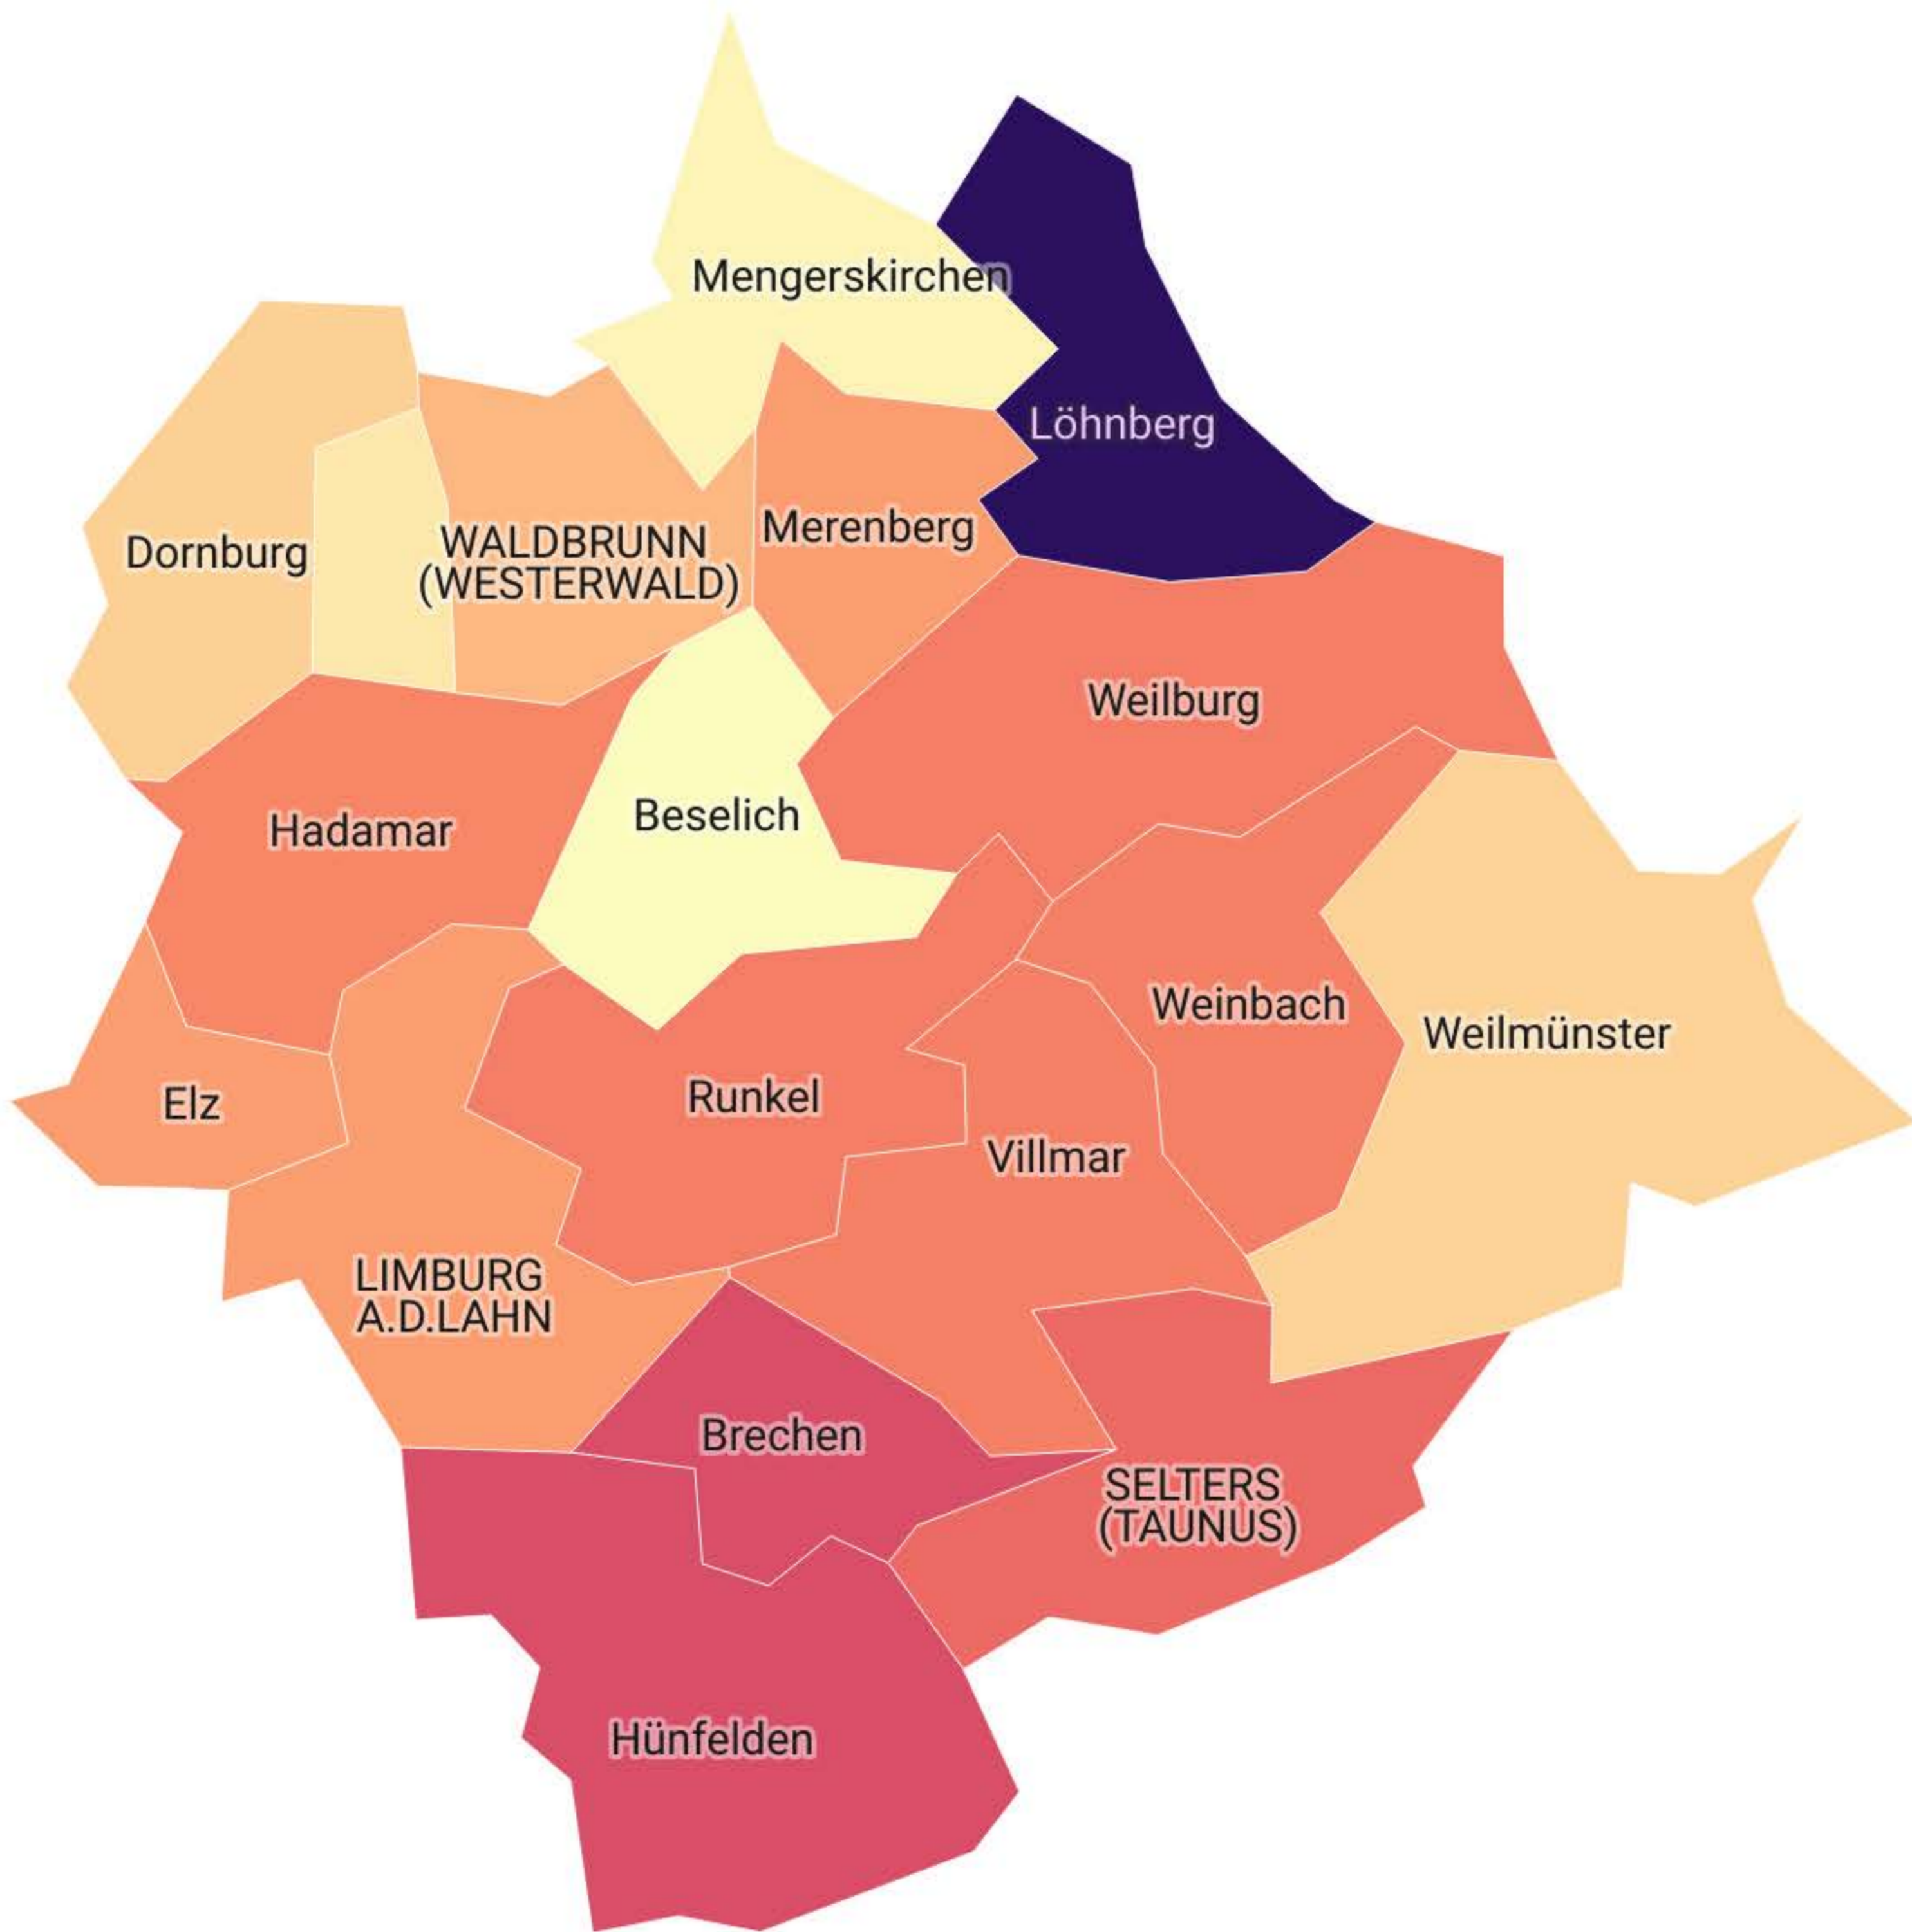 Mengerskirchen
Löhnberg
Dornburg
WALDBRUNN
(WESTERWALD)
Merenberg
Weilburg
Hadamar
Beselich
Weinbach
Weilmünster
Elz
Runkel
Villmar
LIMBURG
A.D.LAHN
Brechen
SELTERS
(TAUNUS)
Hünfelden